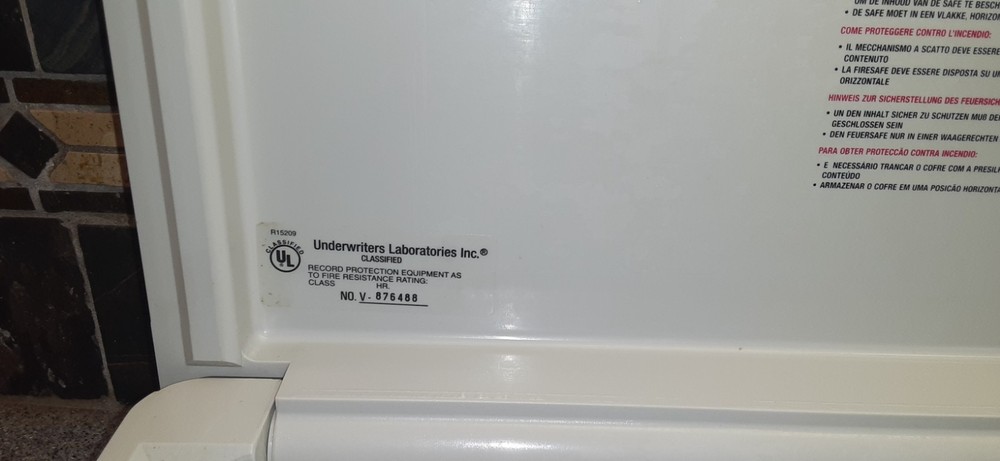 OM DE INHOUD VAN DE SAFE TE BESCH
• DE SAFE MOET IN EEN VLAKKE, HORIZO
COME PROTEGGERE CONTRO L'INCENDIO:
• IL MECCHANISMO A SCATTO DEVE ESSERE
CONTENUTO
• LA FIRESAFE DEVE ESSERE DISPOSTA SU U
ORIZZONTALE
HINWEIS ZUR SICHERSTELLUNG DES FEUERSICH
• UN DEN INHALT SICHER ZU SCHUTZEN MUß DE
GESCHLOSSEN SEIN
• DEN FEUERSAFE NUR IN EINER WAAGERECHTEN
PARA OBTER PROTECCÃO CONTRA INCENDIO:
• E NECESSÁRIO TRANCAR O COFRE COM A PRESIL
CONTEÚDO
• ARMAZENAR O COFRE EM UMA POSICÃO HORIZONTA
R15209
CLASSIFIED
UL
Underwriters Laboratories Inc.®
CLASSIFIED
RECORD PROTECTION EQUIPMENT AS
TO FIRE RESISTANCE RATING:
CLASS HR.
NO. V- 876488